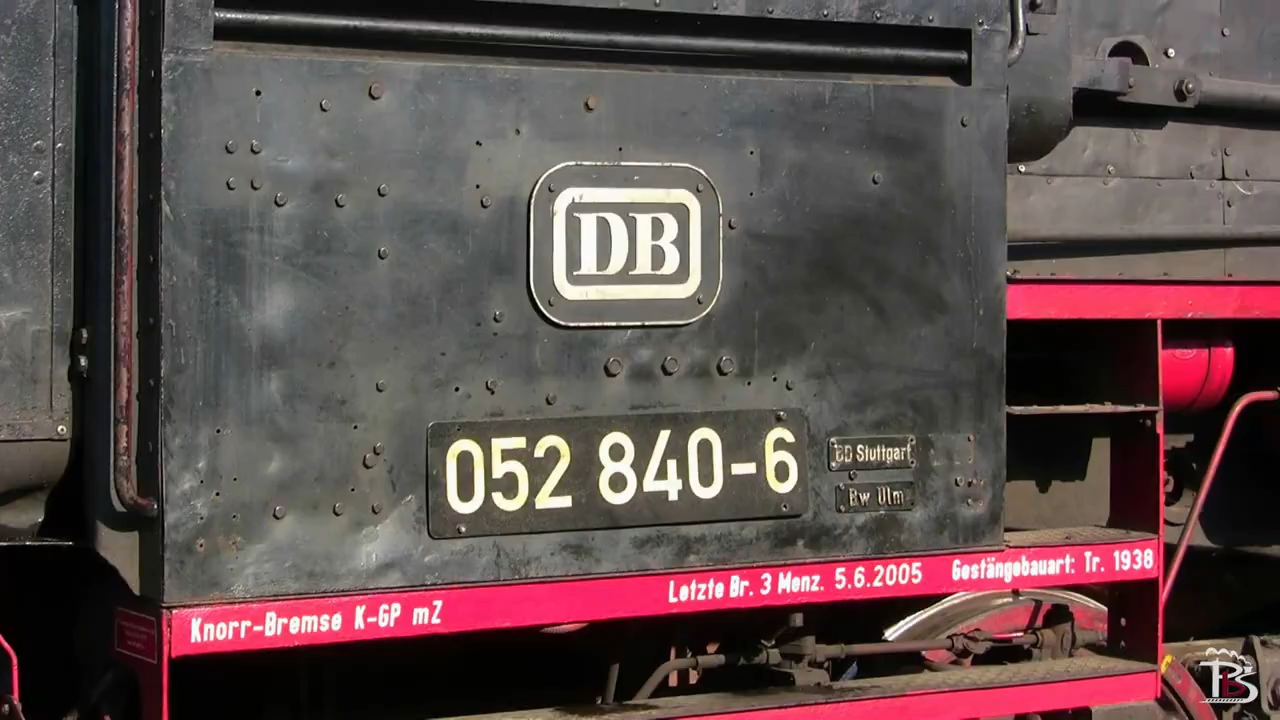 DB
052 840-6
BD Stuttgart
Bw Ulm
Knorr-Bremse K-GP mZ
Letzte Br. 3 Menz. 5.6.2005
Gestängebauart: Tr. 1938